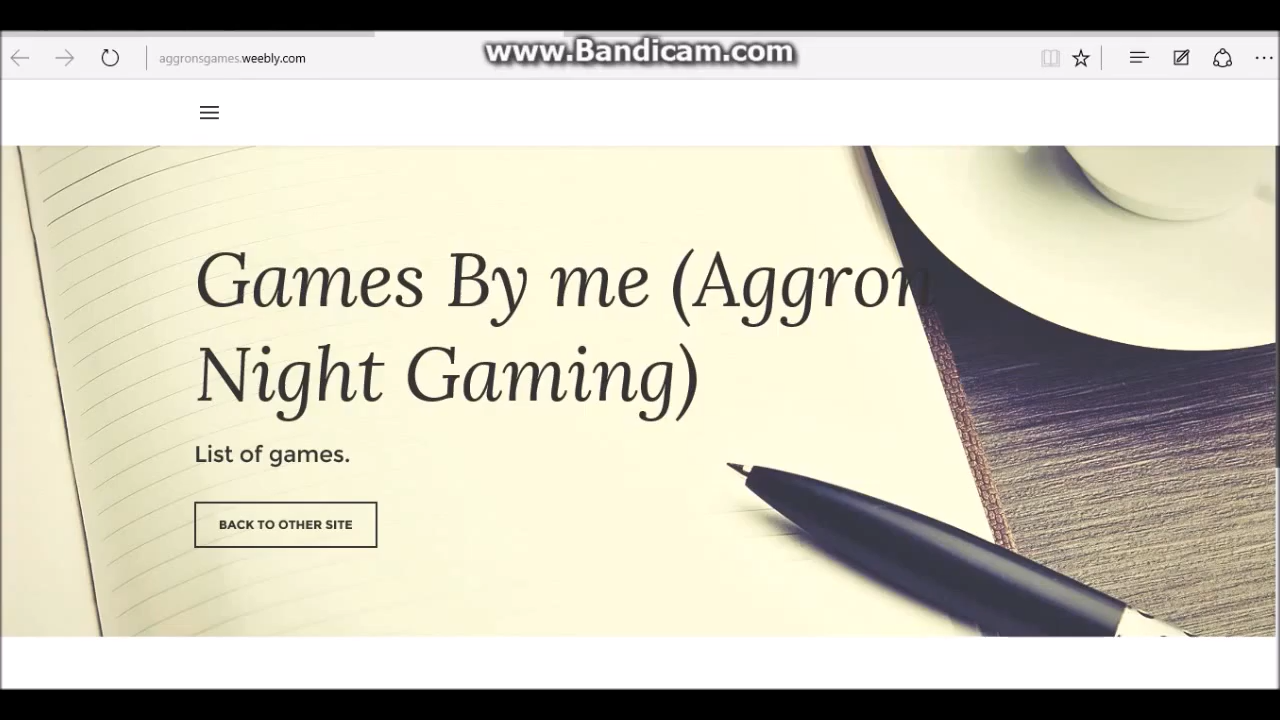 www.Bandicam.com
aggronsgames.weebly.com
Games By me (Aggron
Night Gaming)
List of games.
BACK TO OTHER SITE